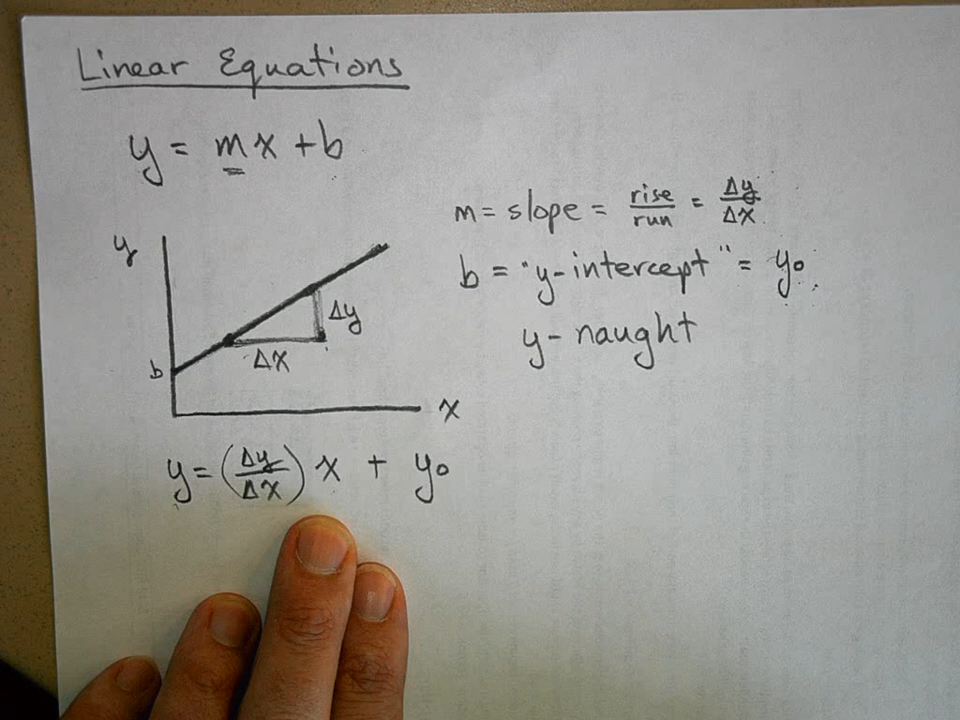 Linear Equations
y = mx + b
m = slope = rise/run = Δy/Δx
b = "y-intercept" = y₀
y-naught
y
Δy
Δx
b
x
y = (Δy/Δx) x + y₀